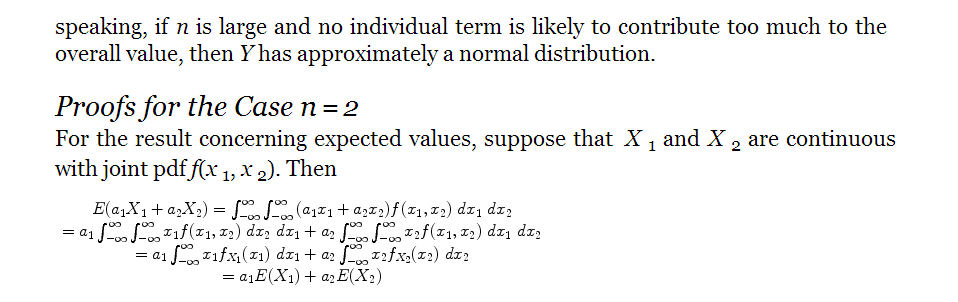 speaking, if n is large and no individual term is likely to contribute too much to the
overall value, then Y has approximately a normal distribution.
Proofs for the Case n = 2
For the result concerning expected values, suppose that X ₁ and X ₂ are continuous
with joint pdf f(x ₁, x ₂). Then
E(a₁X₁ + a₂X₂) = ∫₋∞^∞ ∫₋∞^∞ (a₁x₁ + a₂x₂)f(x₁, x₂) dx₁ dx₂
= a₁ ∫₋∞^∞ ∫₋∞^∞ x₁f(x₁, x₂) dx₂ dx₁ + a₂ ∫₋∞^∞ ∫₋∞^∞ x₂f(x₁, x₂) dx₁ dx₂
= a₁ ∫₋∞^∞ x₁f_X₁(x₁) dx₁ + a₂ ∫₋∞^∞ x₂f_X₂(x₂) dx₂
= a₁E(X₁) + a₂E(X₂)